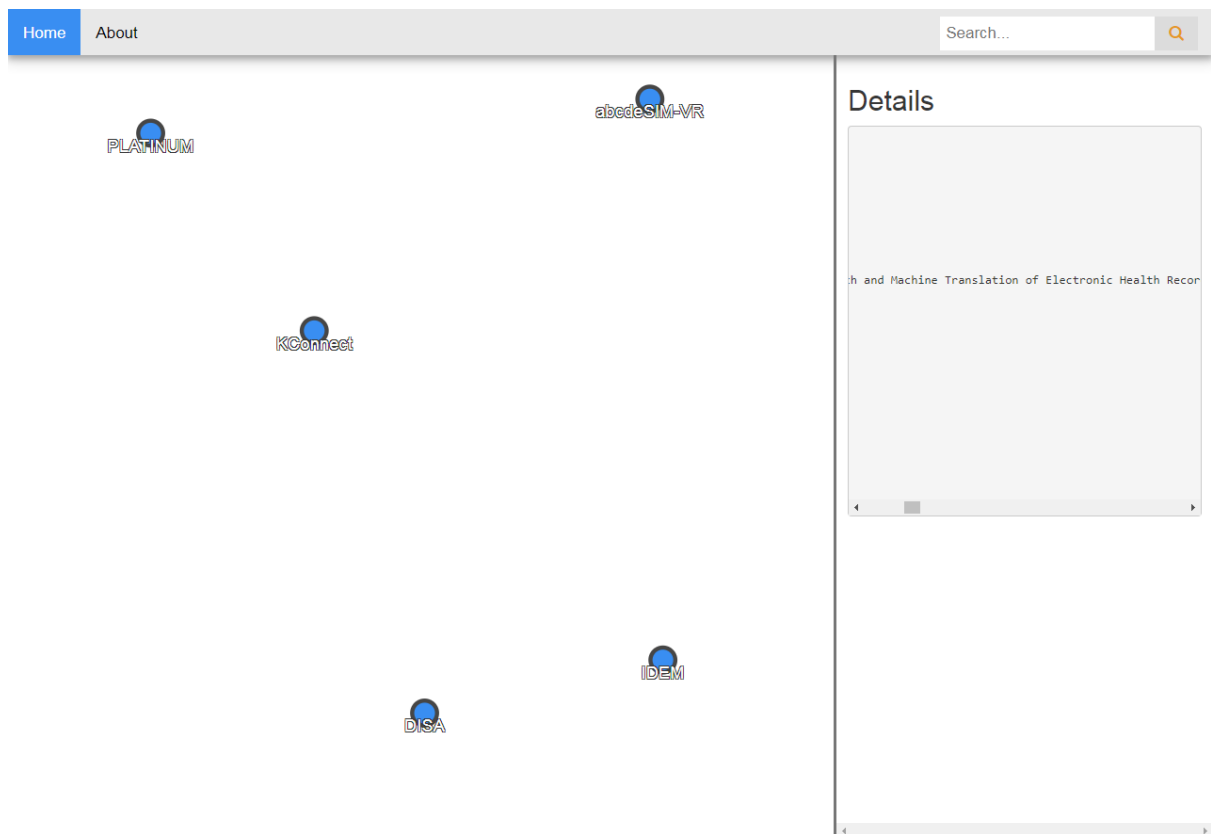 Home About Search...
abcdeSIM-VR
Details
PLATINUM
:h and Machine Translation of Electronic Health Recor
KConnect
IDEM
DISA